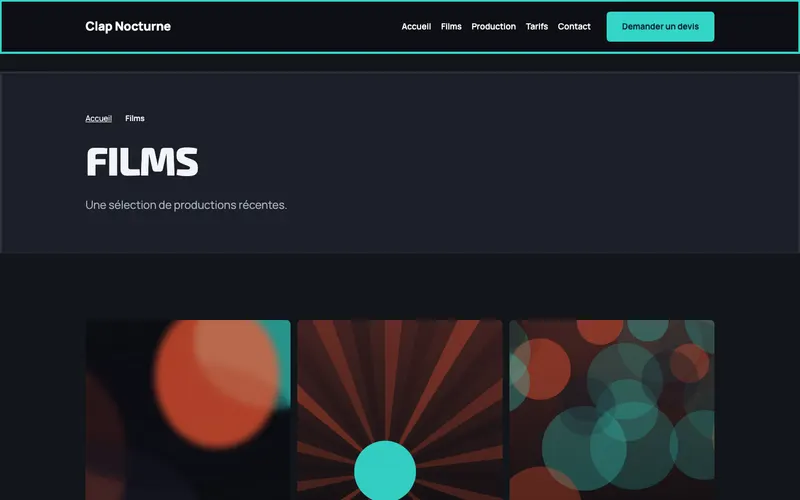 Clap Nocturne
Accueil Films Production Tarifs Contact Demander un devis
Accueil Films
FILMS
Une sélection de productions récentes.